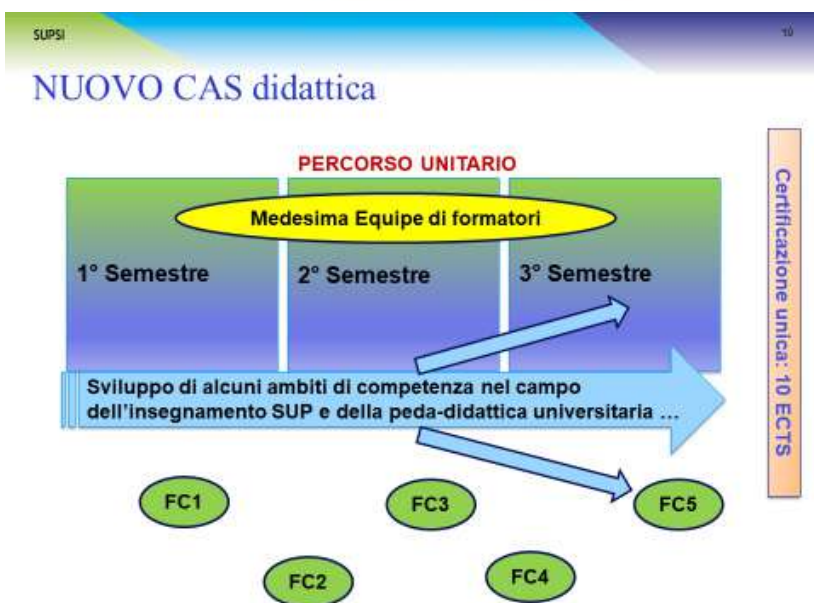 SUPSI
10
NUOVO CAS didattica
PERCORSO UNITARIO
Medesima Equipe di formatori
1° Semestre
2° Semestre
3° Semestre
Sviluppo di alcuni ambiti di competenza nel campo
dell'insegnamento SUP e della peda-didattica universitaria …
Certificazione unica: 10 ECTS
FC1
FC3
FC5
FC2
FC4